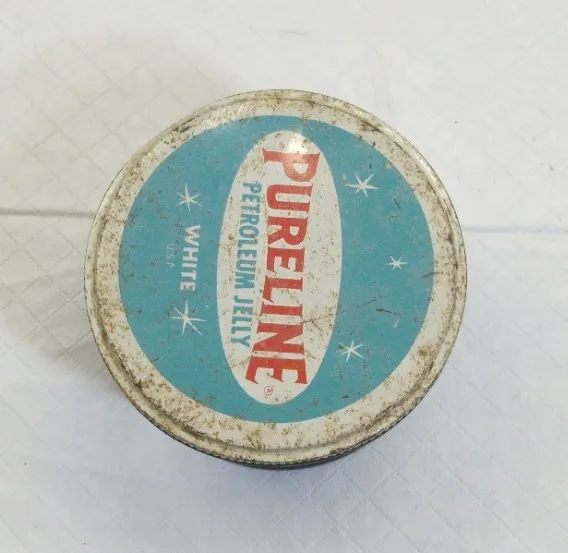 PURELINE®
PETROLEUM JELLY
WHITE
U.S.P.